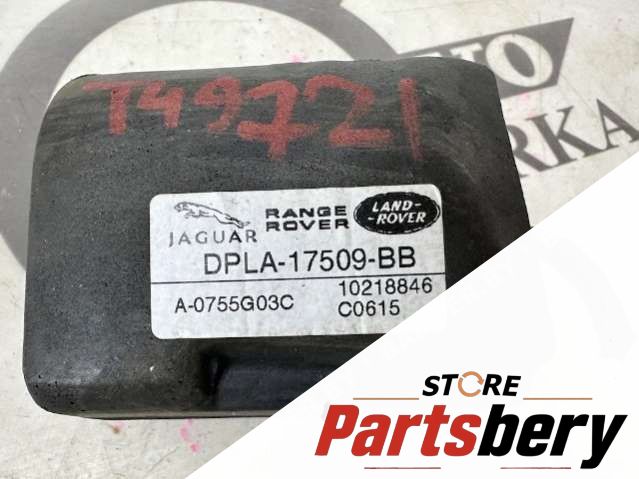 T49721
JAGUAR
RANGE
ROVER
LAND-
-ROVER
DPLA-17509-BB
A-0755G03C
10218846
C0615
STORE
Partsbery